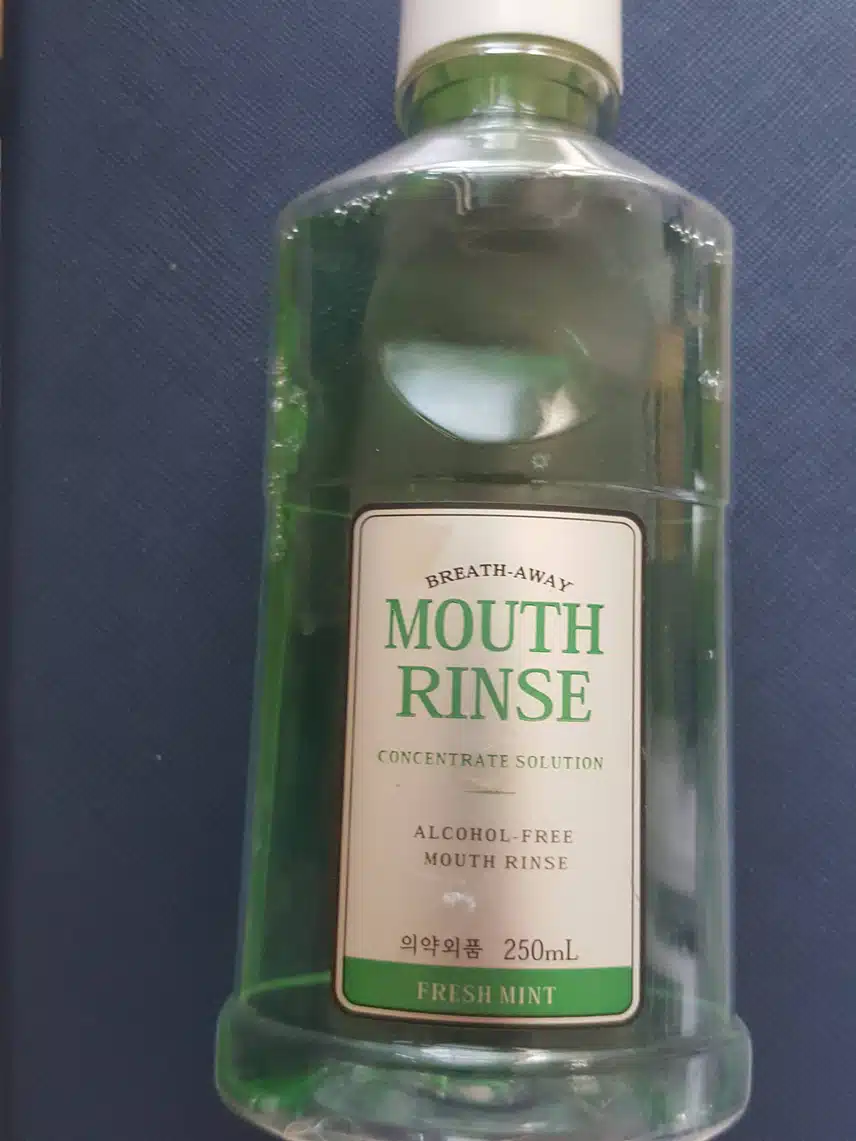 BREATH-AWAY
MOUTH
RINSE
CONCENTRATE SOLUTION
ALCOHOL-FREE
MOUTH RINSE
의약외품 250mL
FRESH MINT